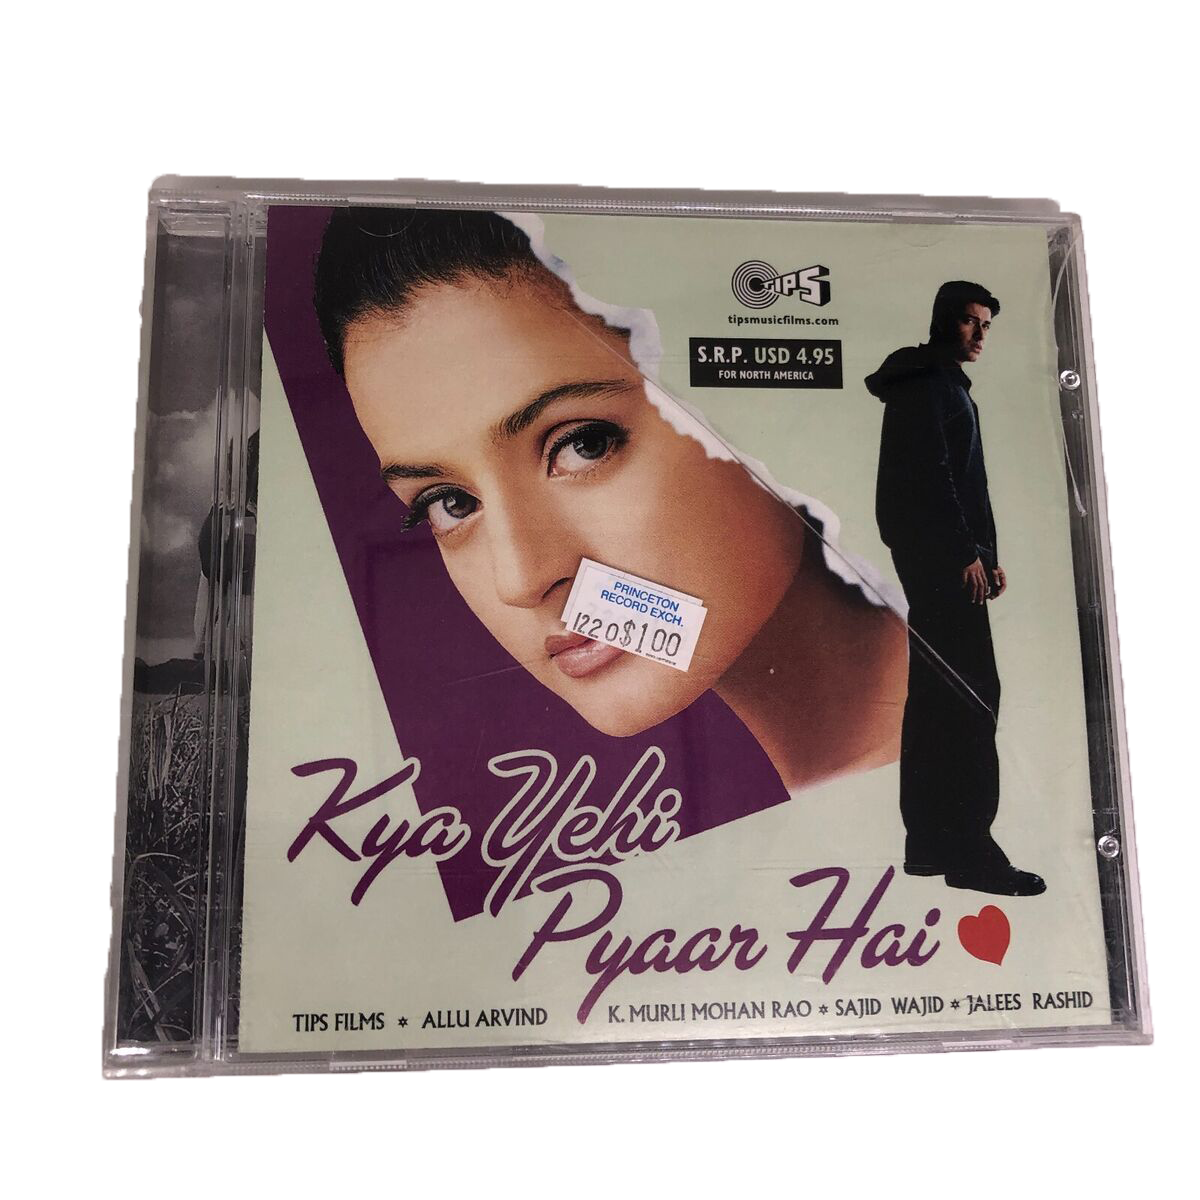 TIPS
tipsmusicfilms.com
S.R.P. USD 4.95
FOR NORTH AMERICA
PRINCETON
RECORD EXCH.
1220$1.00
Kya Yehi
Pyaar Hai
TIPS FILMS ✡ ALLU ARVIND K. MURLI MOHAN RAO ✡ SAJID WAJID ✡ JALEES RASHID